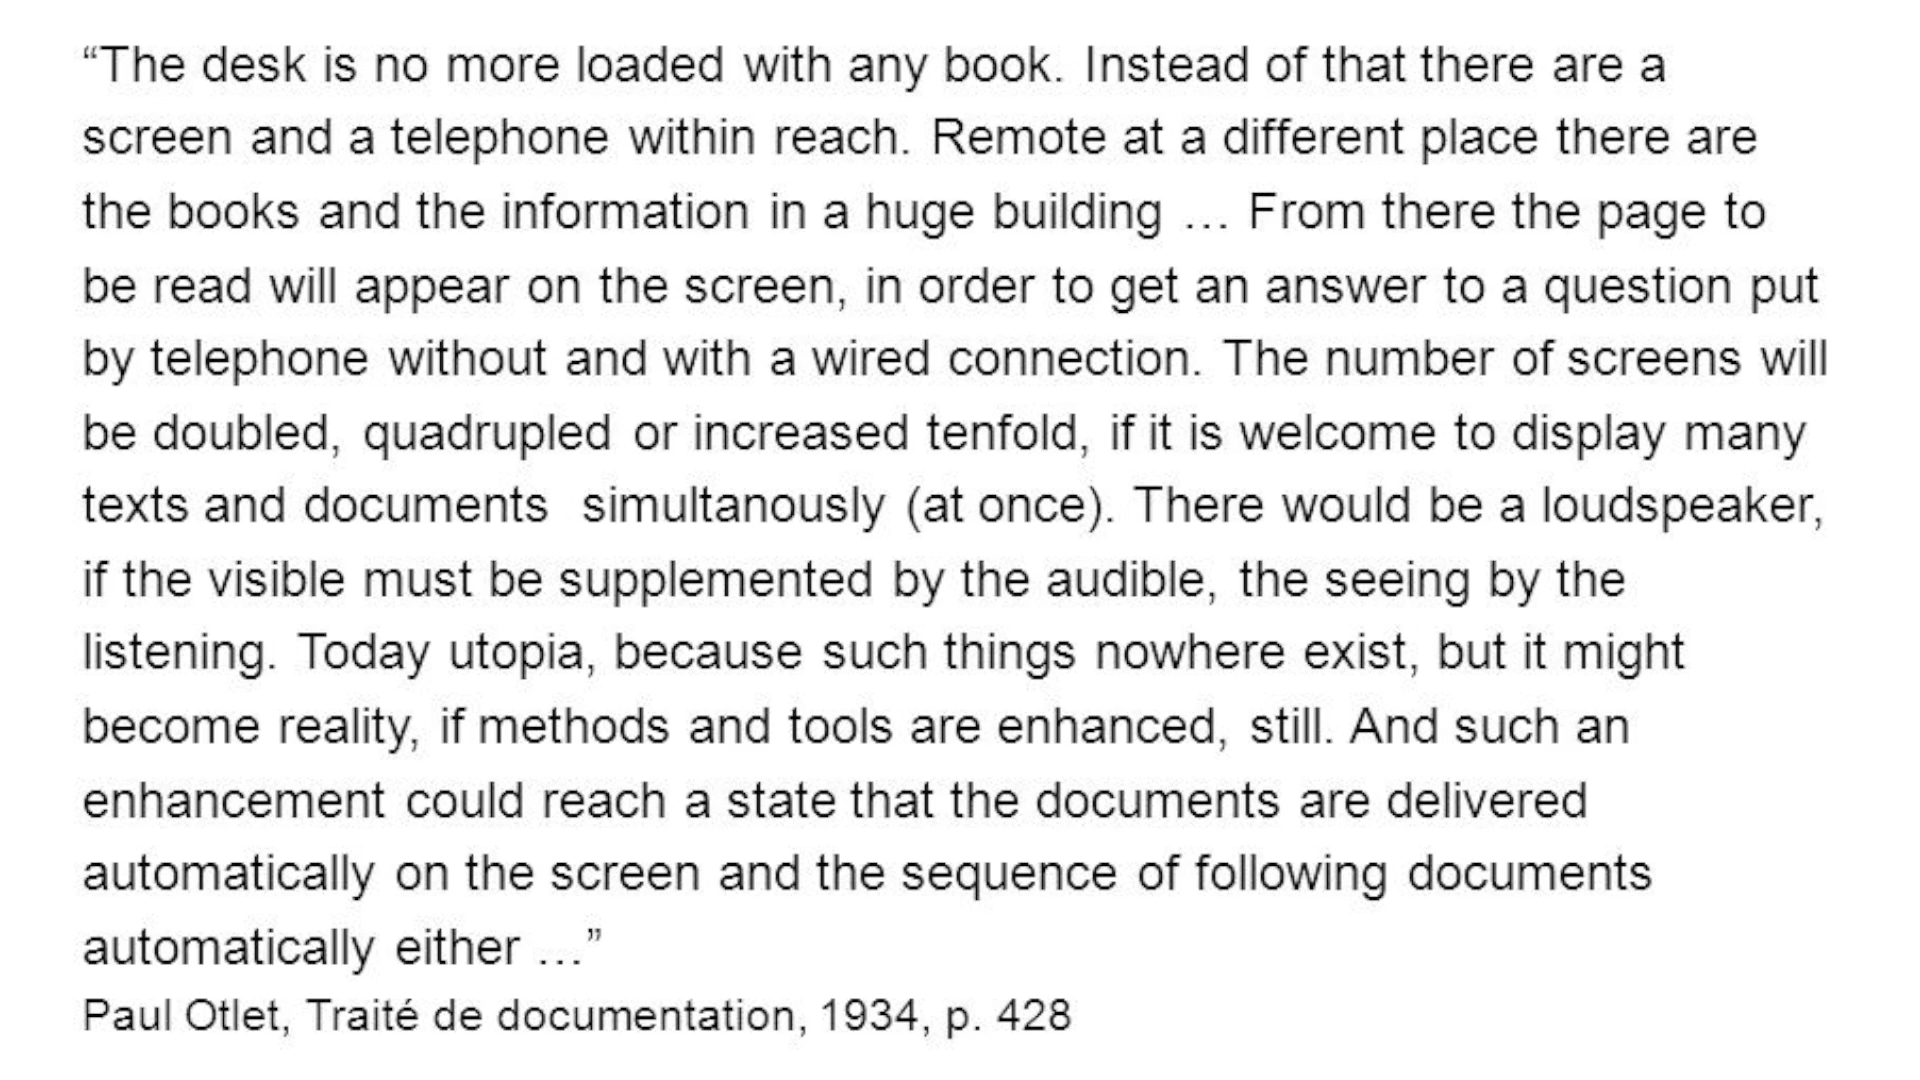 “The desk is no more loaded with any book. Instead of that there are a
screen and a telephone within reach. Remote at a different place there are
the books and the information in a huge building … From there the page to
be read will appear on the screen, in order to get an answer to a question put
by telephone without and with a wired connection. The number of screens will
be doubled, quadrupled or increased tenfold, if it is welcome to display many
texts and documents simultanously (at once). There would be a loudspeaker,
if the visible must be supplemented by the audible, the seeing by the
listening. Today utopia, because such things nowhere exist, but it might
become reality, if methods and tools are enhanced, still. And such an
enhancement could reach a state that the documents are delivered
automatically on the screen and the sequence of following documents
automatically either …”
Paul Otlet, Traité de documentation, 1934, p. 428